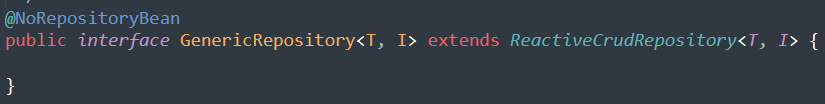 @NoRepositoryBean
public interface GenericRepository<T, I> extends ReactiveCrudRepository<T, I> {
}